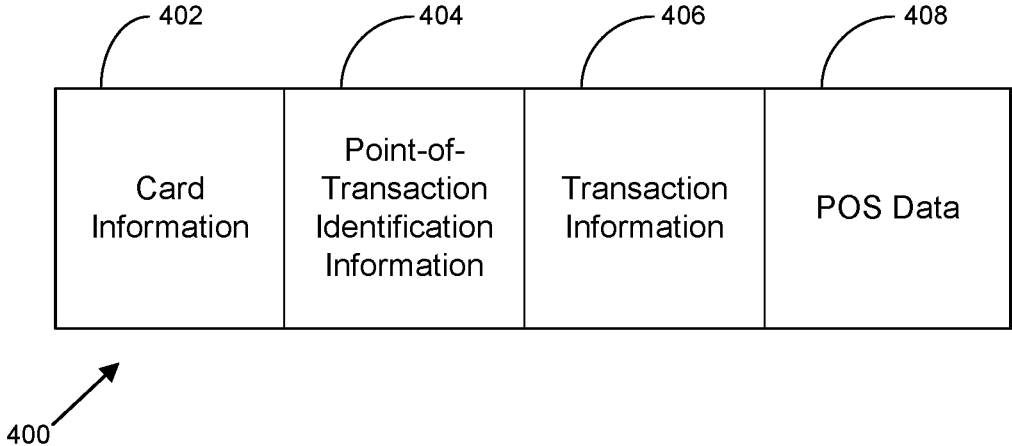 402
404
406
408
Card
Information
Point-of-
Transaction
Identification
Information
Transaction
Information
POS Data
400